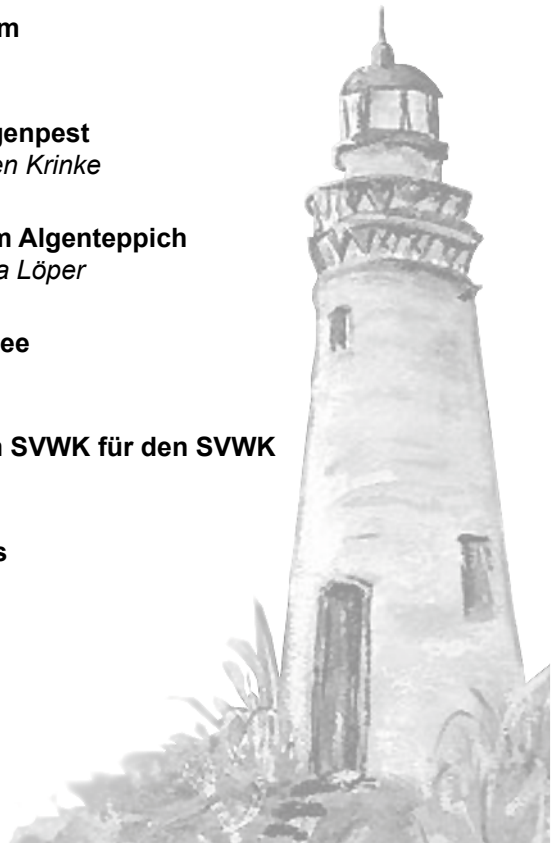 m
genpest
en Krinke
m Algenteppich
a Löper
ee
n SVWK für den SVWK
s